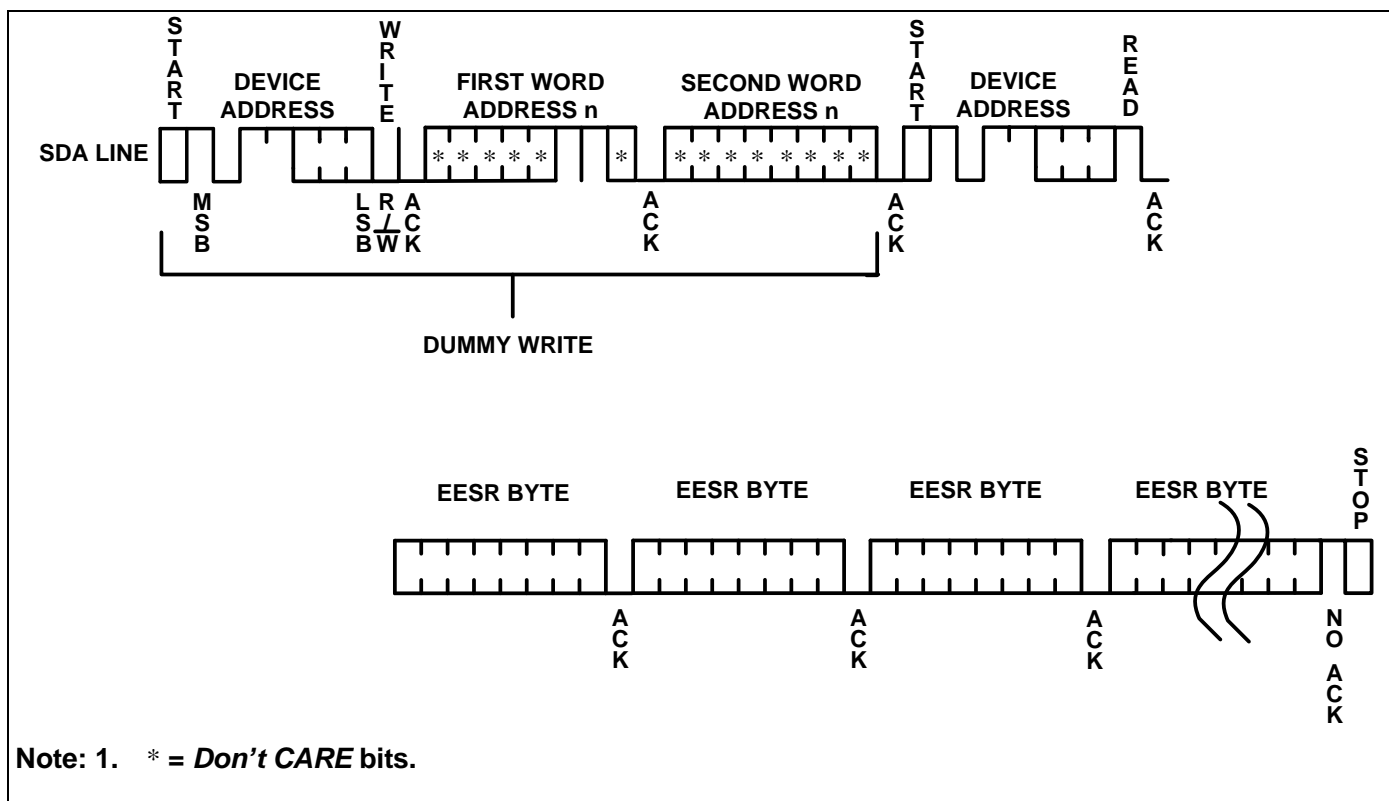 START
DEVICE
ADDRESS
WRITE
FIRST WORD
ADDRESS n
SECOND WORD
ADDRESS n
START
DEVICE
ADDRESS
READ
SDA LINE
* * * * *
*
* * * * * * * *
MSB
LSB
R/W
ACK
ACK
ACK
ACK
DUMMY WRITE
EESR BYTE
EESR BYTE
EESR BYTE
EESR BYTE
STOP
ACK
ACK
ACK
NO ACK
Note: 1. * = Don't CARE bits.